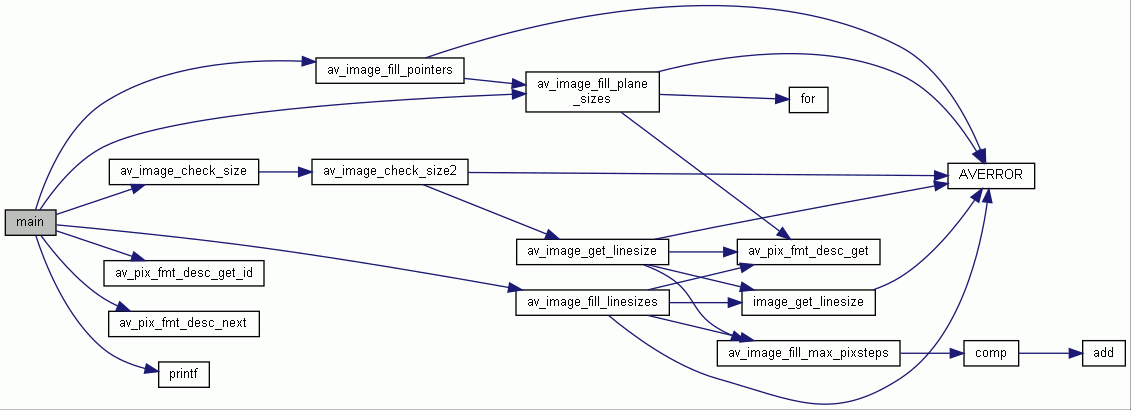 av_image_fill_pointers
av_image_fill_plane
_sizes
for
av_image_check_size
av_image_check_size2
AVERROR
main
av_image_get_linesize
av_pix_fmt_desc_get
av_pix_fmt_desc_get_id
av_image_fill_linesizes
image_get_linesize
av_pix_fmt_desc_next
av_image_fill_max_pixsteps
comp
add
printf